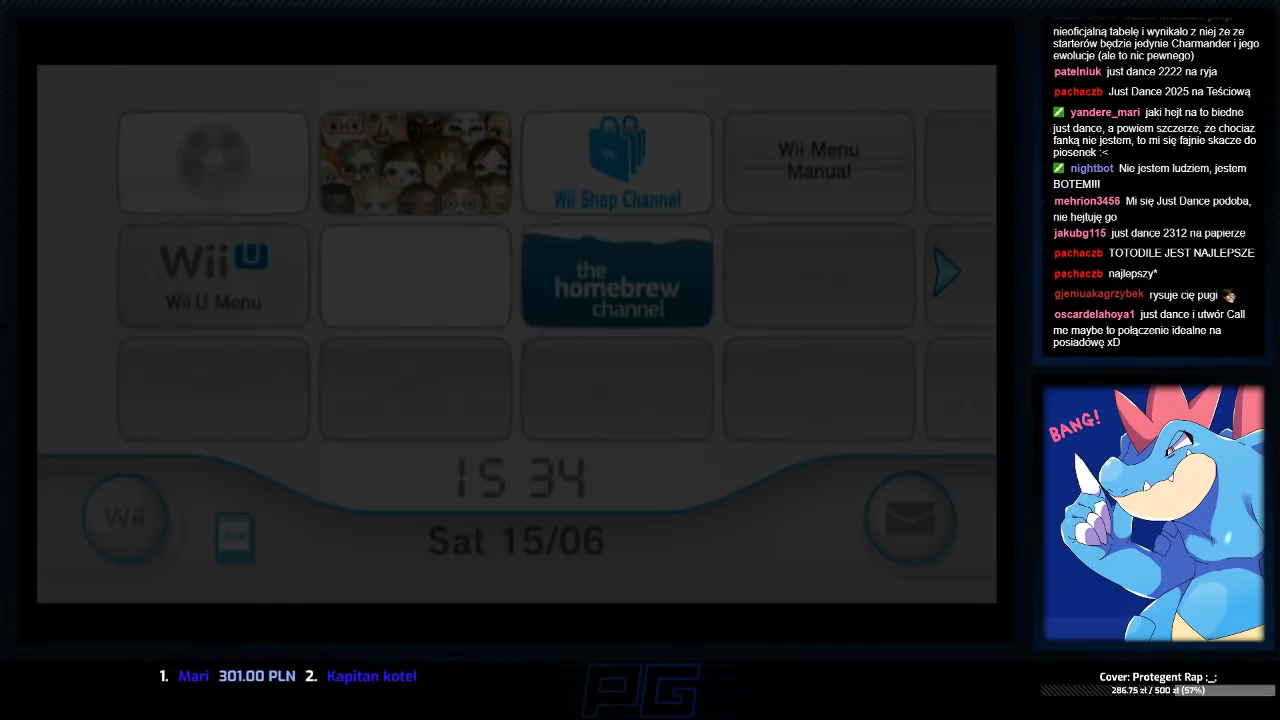 Wii Shop Channel
Wii Menu
Manual
Wii U
Wii U Menu
the
homebrew
channel
15 34
Wii
Sat 15/06
nieoficjalną tabelę i wynikało z niej że ze
starterów będzie jedynie Charmander i jego
ewolucje (ale to nic pewnego)
patelniuk just dance 2222 na ryja
pachaczb Just Dance 2025 na Teściową
yandere_mari jaki hejt na to biedne
just dance, a powiem szczerze, że chociaż
fanką nie jestem, to mi się fajnie skacze do
piosenek :<
nightbot Nie jestem ludziem, jestem
BOTEM!!!
mehrion3456 Mi się Just Dance podoba,
nie hejtuję go
jakubg115 just dance 2312 na papierze
pachaczb TOTODILE JEST NAJLEPSZE
pachaczb najlepszy*
gjeniuakagrzybek rysuje cię pugi
oscardelahoya1 just dance i utwór Call
me maybe to połączenie idealne na
posiadówę xD
BANG!
1. Mari 301.00 PLN 2. Kapitan kotel
PG
Cover: Protegent Rap :_:
286.75 zł / 500 zł (57%)